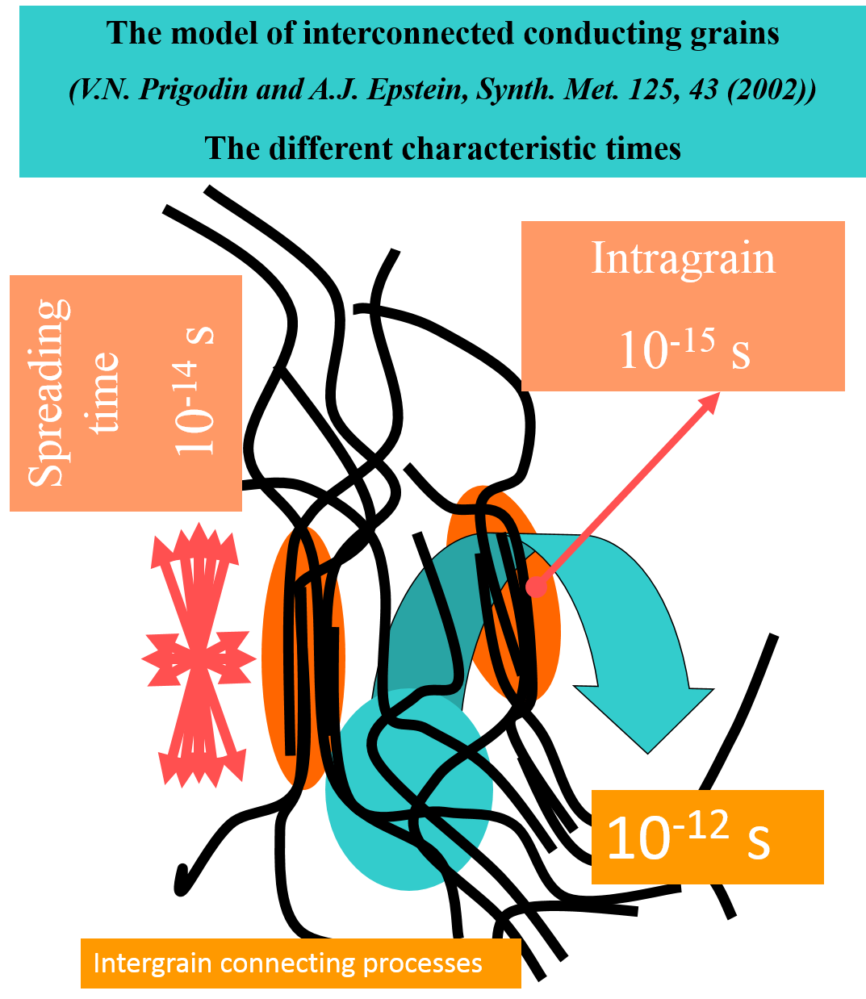 The model of interconnected conducting grains
(V.N. Prigodin and A.J. Epstein, Synth. Met. 125, 43 (2002))
The different characteristic times
Intragrain
10⁻¹⁵ s
Spreading
time
10⁻¹⁴ s
10⁻¹² s
Intergrain connecting processes